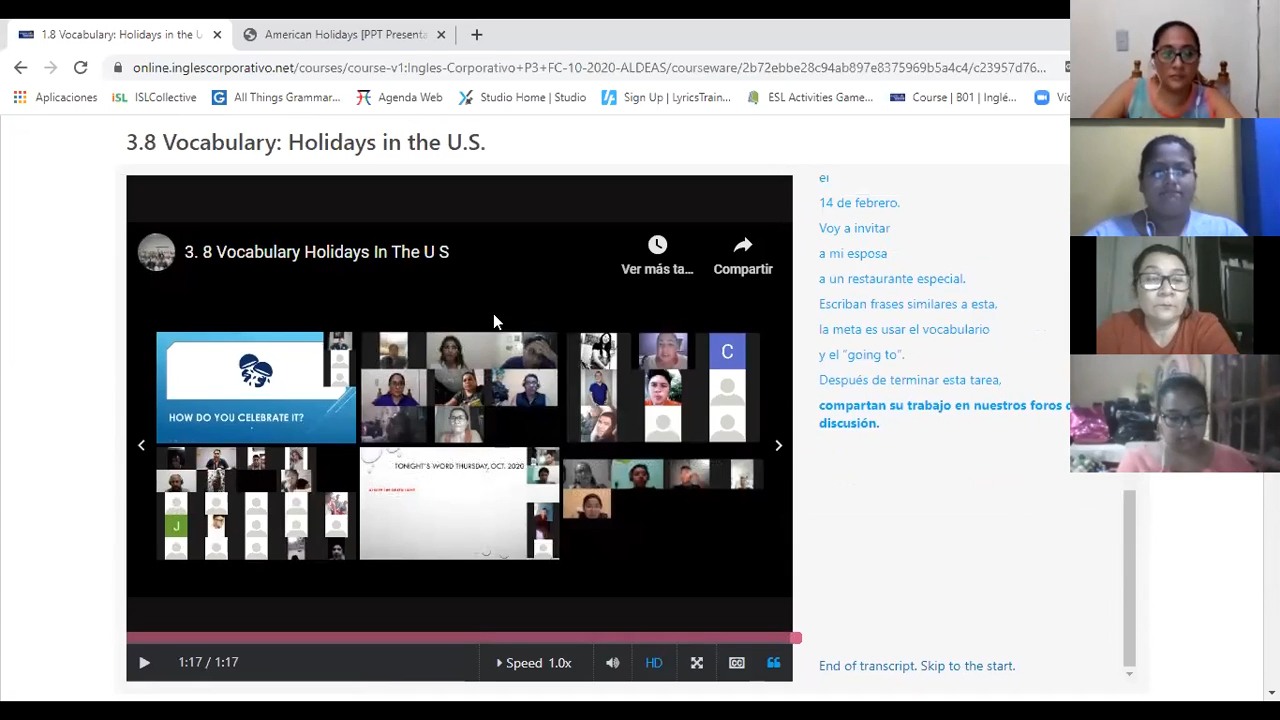 1.8 Vocabulary: Holidays in the U
American Holidays [PPT Presenta
online.inglescorporativo.net/courses/course-v1:Ingles-Corporativo+P3+FC-10-2020-ALDEAS/courseware/2b72ebbe28c94ab897e8375969b5a4c4/c23957d76...
Aplicaciones
iSL ISLCollective
All Things Grammar...
Agenda Web
Studio Home | Studio
Sign Up | LyricsTrain...
ESL Activities Game...
Course | B01 | Inglé...
3.8 Vocabulary: Holidays in the U.S.
3. 8 Vocabulary Holidays In The U S
Ver más ta...
Compartir
HOW DO YOU CELEBRATE IT?
C
TONIGHT'S WORD THURSDAY, OCT. 2020
J
1:17 / 1:17
Speed 1.0x
HD
CC
14 de febrero.
Voy a invitar
a mi esposa
a un restaurante especial.
Escriban frases similares a esta,
la meta es usar el vocabulario
y el “going to”.
Después de terminar esta tarea,
compartan su trabajo en nuestros foros
discusión.
End of transcript. Skip to the start.